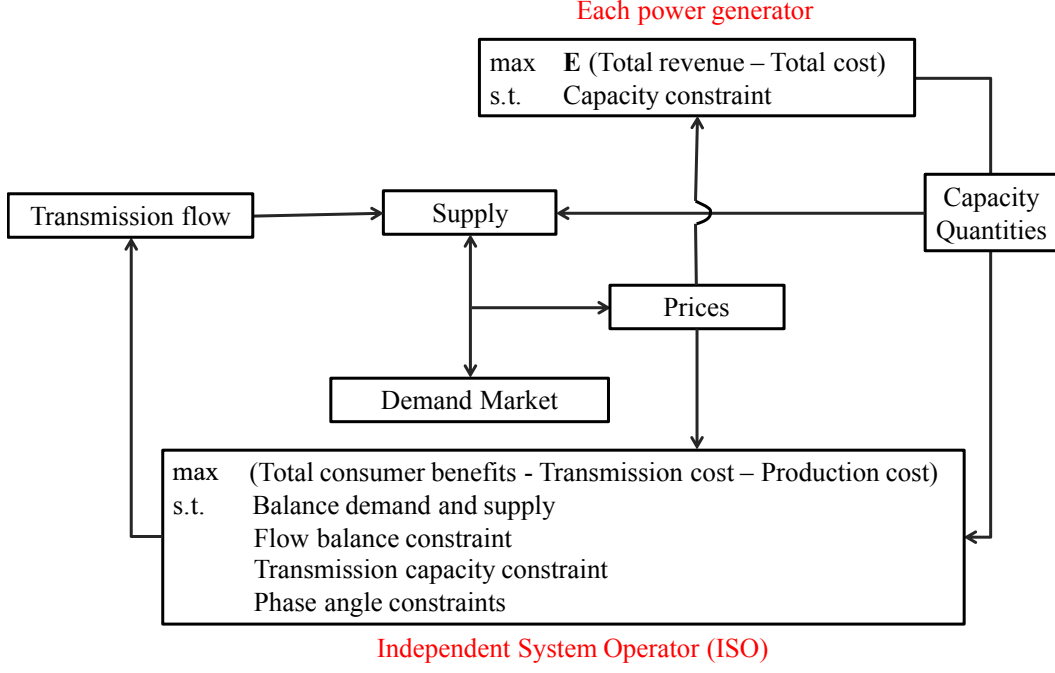 Each power generator
max E (Total revenue – Total cost)
s.t. Capacity constraint
Transmission flow
Supply
Capacity
Quantities
Prices
Demand Market
max (Total consumer benefits - Transmission cost – Production cost)
s.t. Balance demand and supply
Flow balance constraint
Transmission capacity constraint
Phase angle constraints
Independent System Operator (ISO)